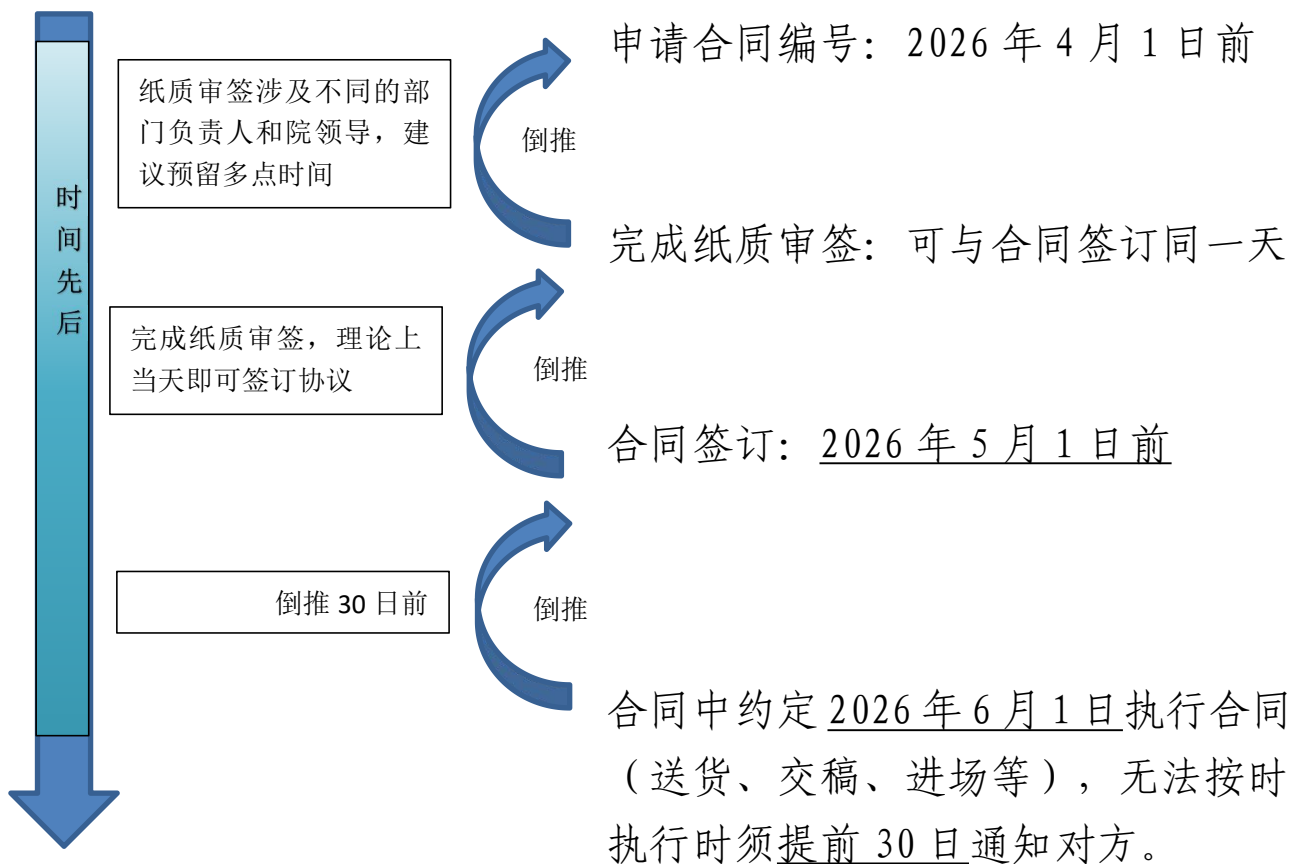 申请合同编号：2026年4月1日前
纸质审签涉及不同的部
门负责人和院领导，建
议预留多点时间
倒推
时
间
先
后
完成纸质审签：可与合同签订同一天
完成纸质审签，理论上
当天即可签订协议
倒推
合同签订：2026年5月1日前
倒推30日前
倒推
合同中约定2026年6月1日执行合同
（送货、交稿、进场等），无法按时
执行时须提前30日通知对方。